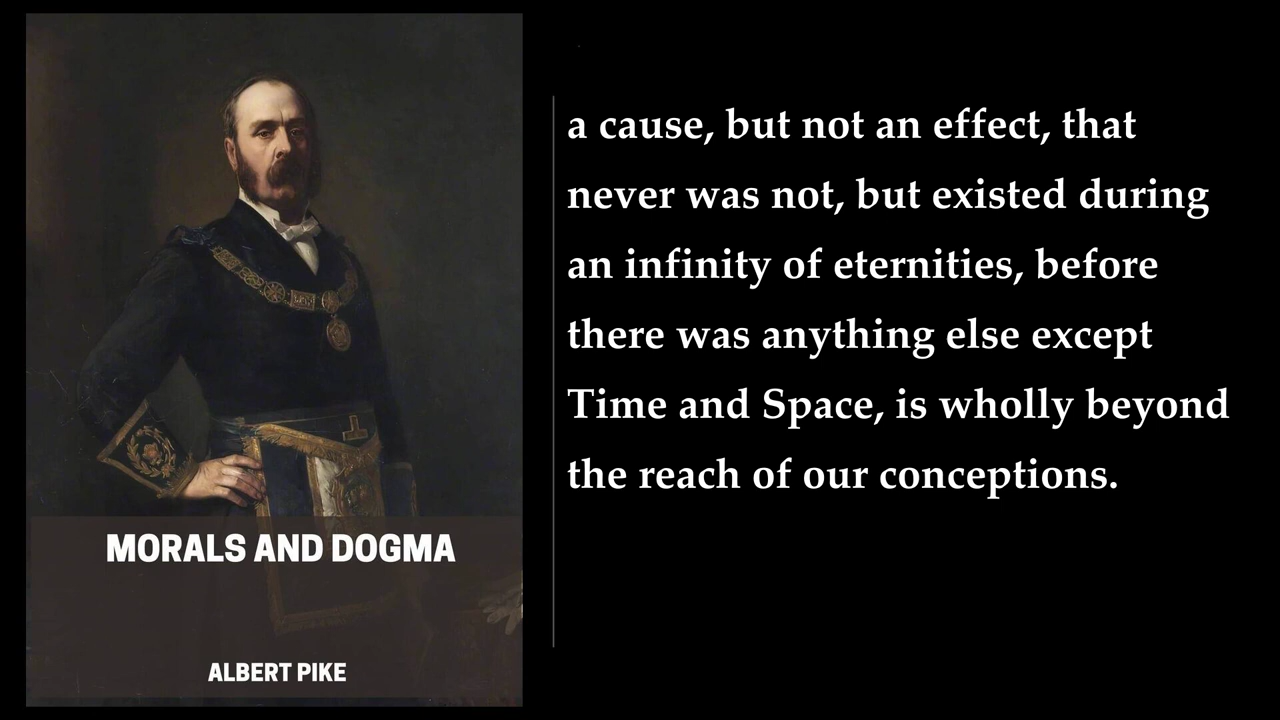 MORALS AND DOGMA
ALBERT PIKE
a cause, but not an effect, that
never was not, but existed during
an infinity of eternities, before
there was anything else except
Time and Space, is wholly beyond
the reach of our conceptions.